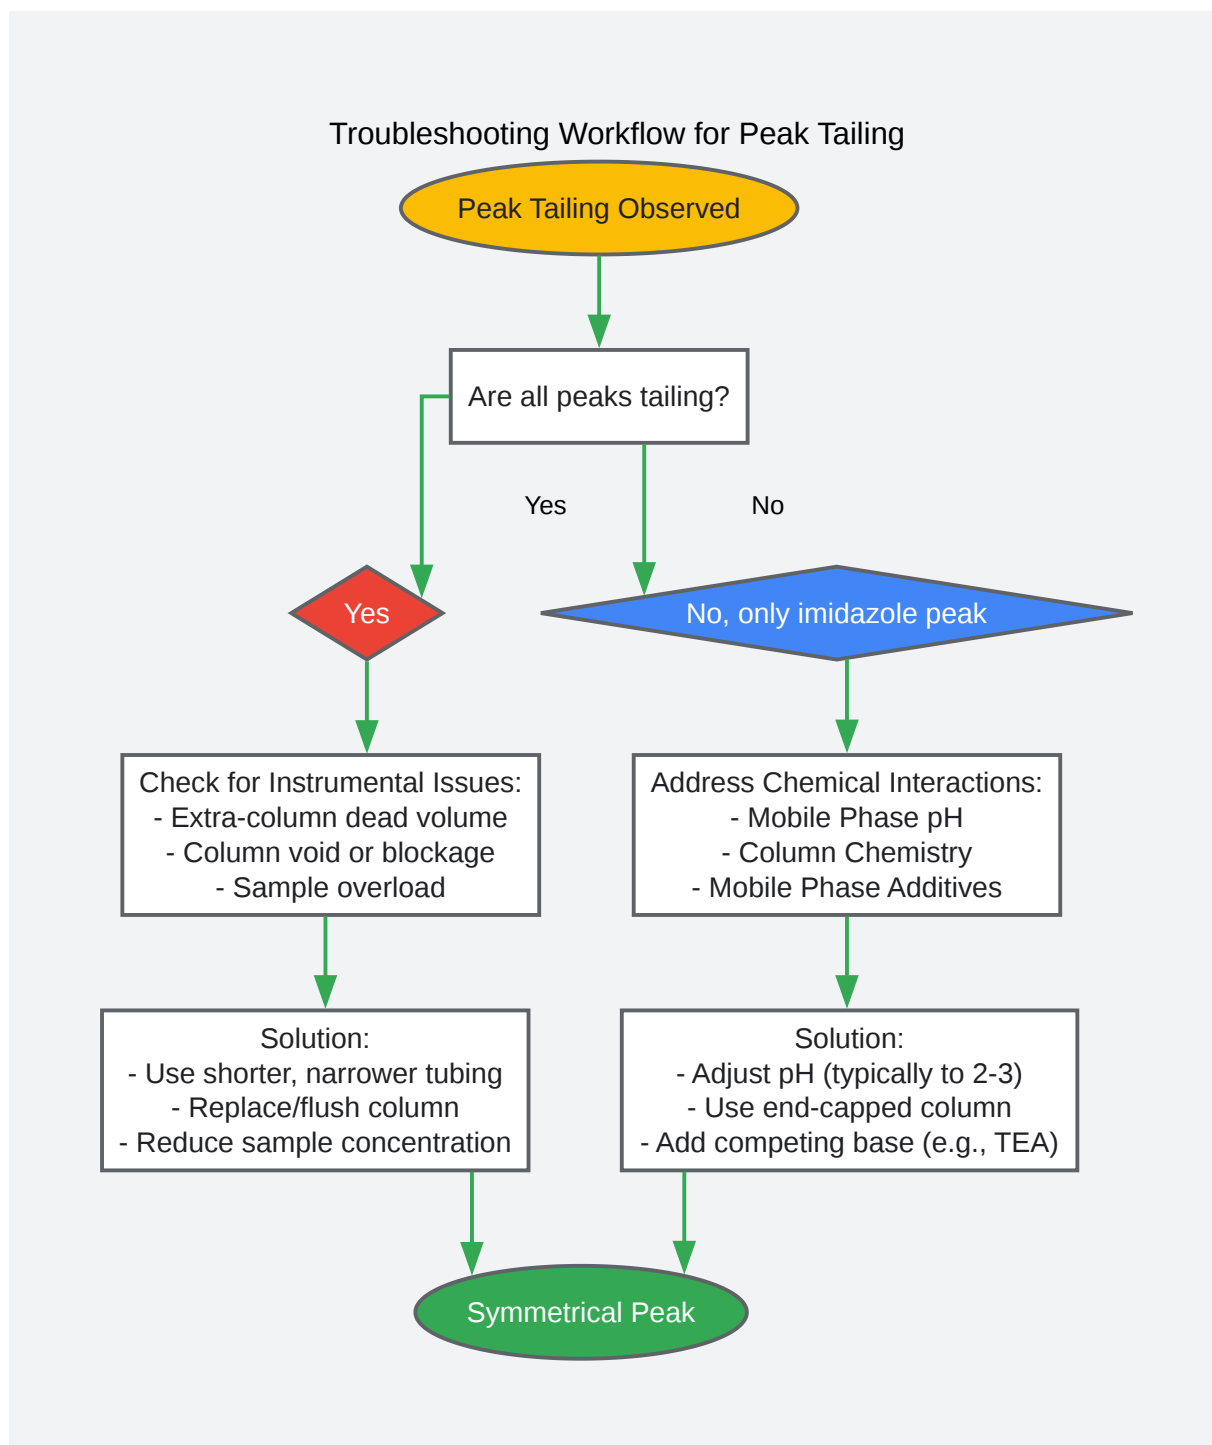 Troubleshooting Workflow for Peak Tailing
Peak Tailing Observed
Are all peaks tailing?
Yes
No
Yes
No, only imidazole peak
Check for Instrumental Issues:
- Extra-column dead volume
- Column void or blockage
- Sample overload
Address Chemical Interactions:
- Mobile Phase pH
- Column Chemistry
- Mobile Phase Additives
Solution:
- Use shorter, narrower tubing
- Replace/flush column
- Reduce sample concentration
Solution:
- Adjust pH (typically to 2-3)
- Use end-capped column
- Add competing base (e.g., TEA)
Symmetrical Peak